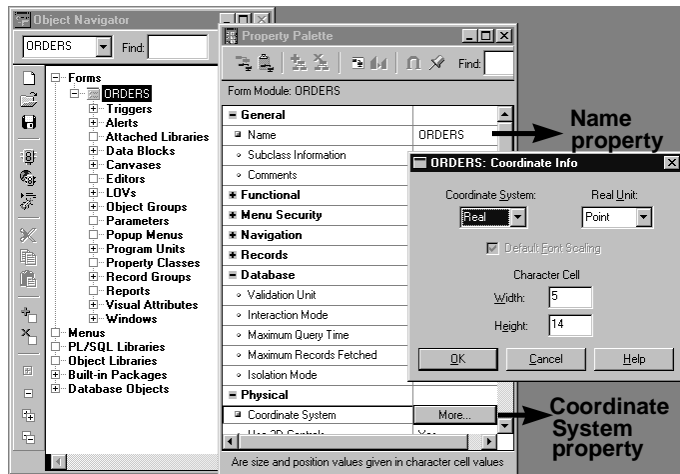 Object Navigator
ORDERS
Find:
Forms
ORDERS
Triggers
Alerts
Attached Libraries
Data Blocks
Canvases
Editors
LOVs
Object Groups
Parameters
Popup Menus
Program Units
Property Classes
Record Groups
Reports
Visual Attributes
Windows
Menus
PL/SQL Libraries
Object Libraries
Built-in Packages
Database Objects
Property Palette
Find:
Form Module: ORDERS
General
Name ORDERS
Subclass Information
Comments
Functional
Menu Security
Navigation
Records
Database
Validation Unit
Interaction Mode
Maximum Query Time
Maximum Records Fetched
Isolation Mode
Physical
Coordinate System More...
Are size and position values given in character cell values
Name
property
ORDERS: Coordinate Info
Coordinate System: Real Unit:
Real Point
Default Font Scaling
Character Cell
Width: 5
Height: 14
OK Cancel Help
Coordinate
System
property